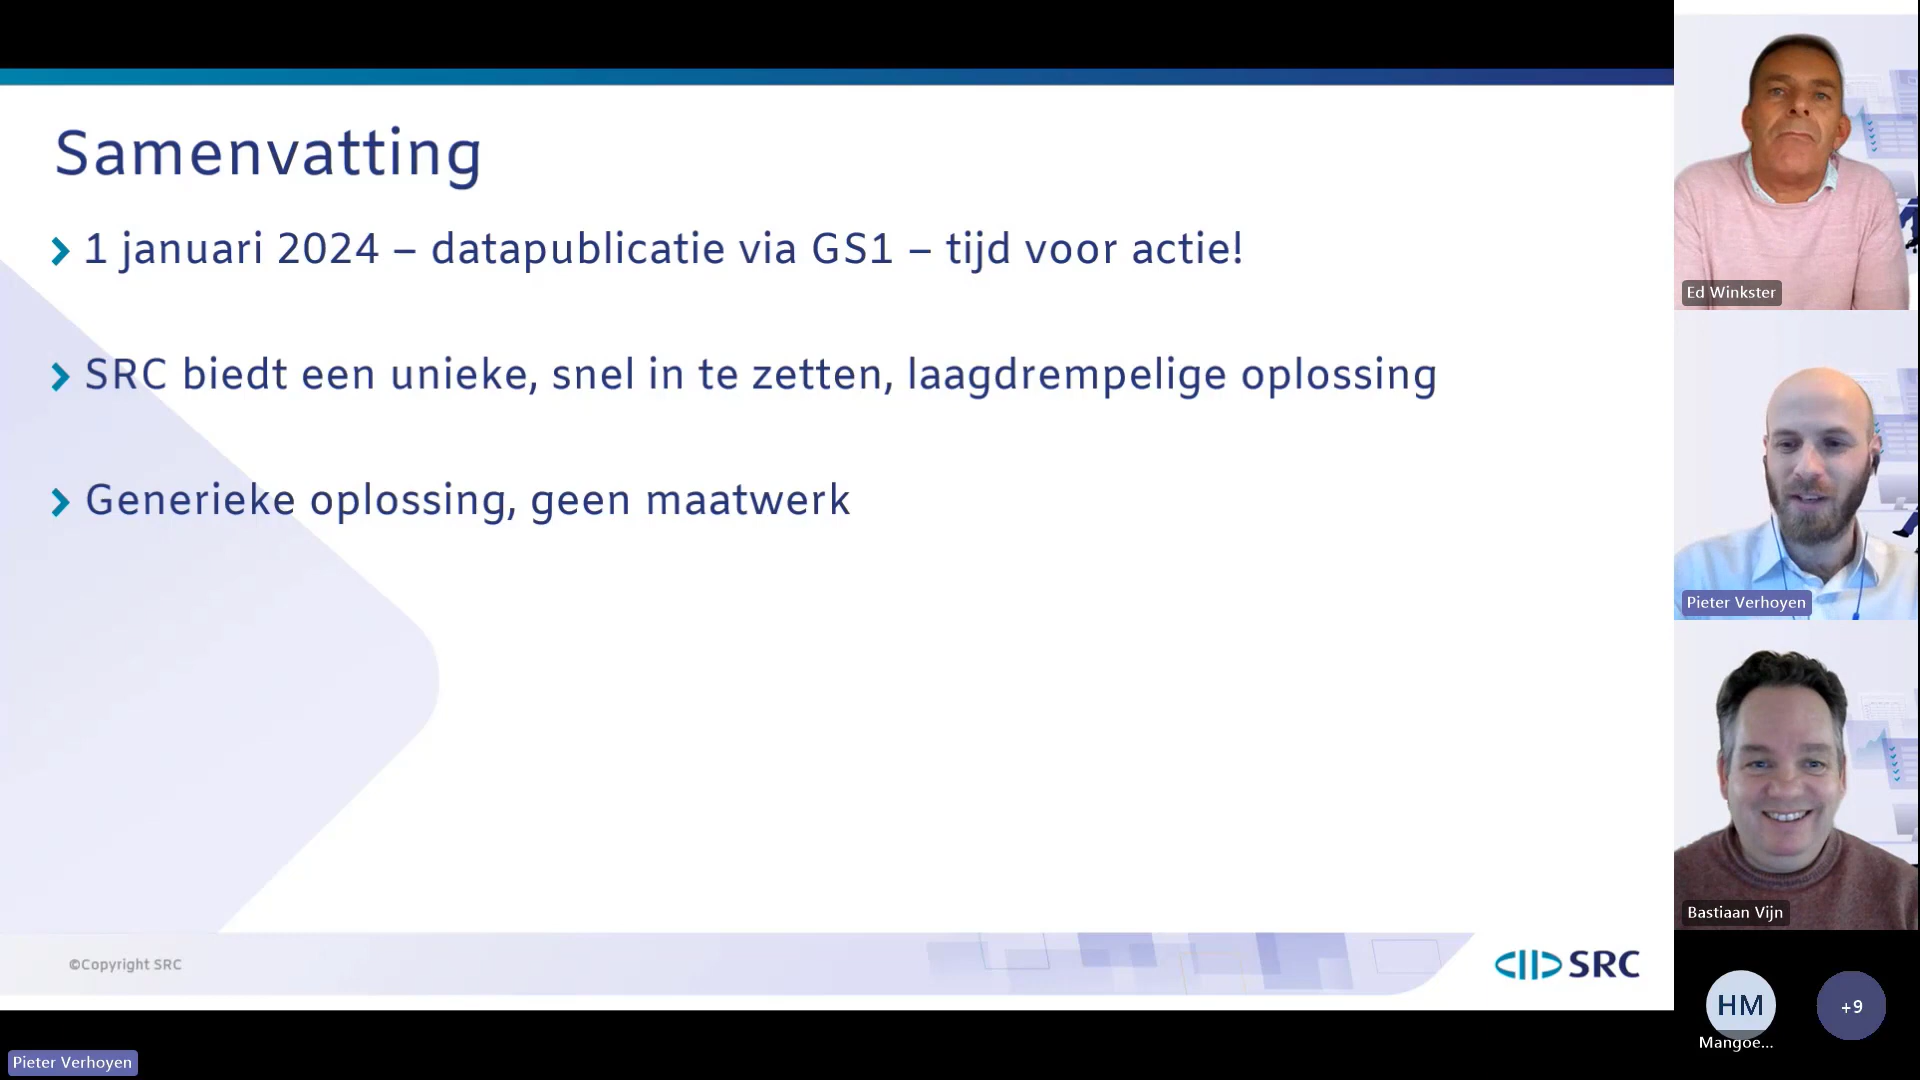 Samenvatting
1 januari 2024 – datapublicatie via GS1 – tijd voor actie!
SRC biedt een unieke, snel in te zetten, laagdrempelige oplossing
Generieke oplossing, geen maatwerk
©Copyright SRC
SRC
Pieter Verhoyen
Ed Winkster
Pieter Verhoyen
Bastiaan Vijn
HM
+9
Mangoe...